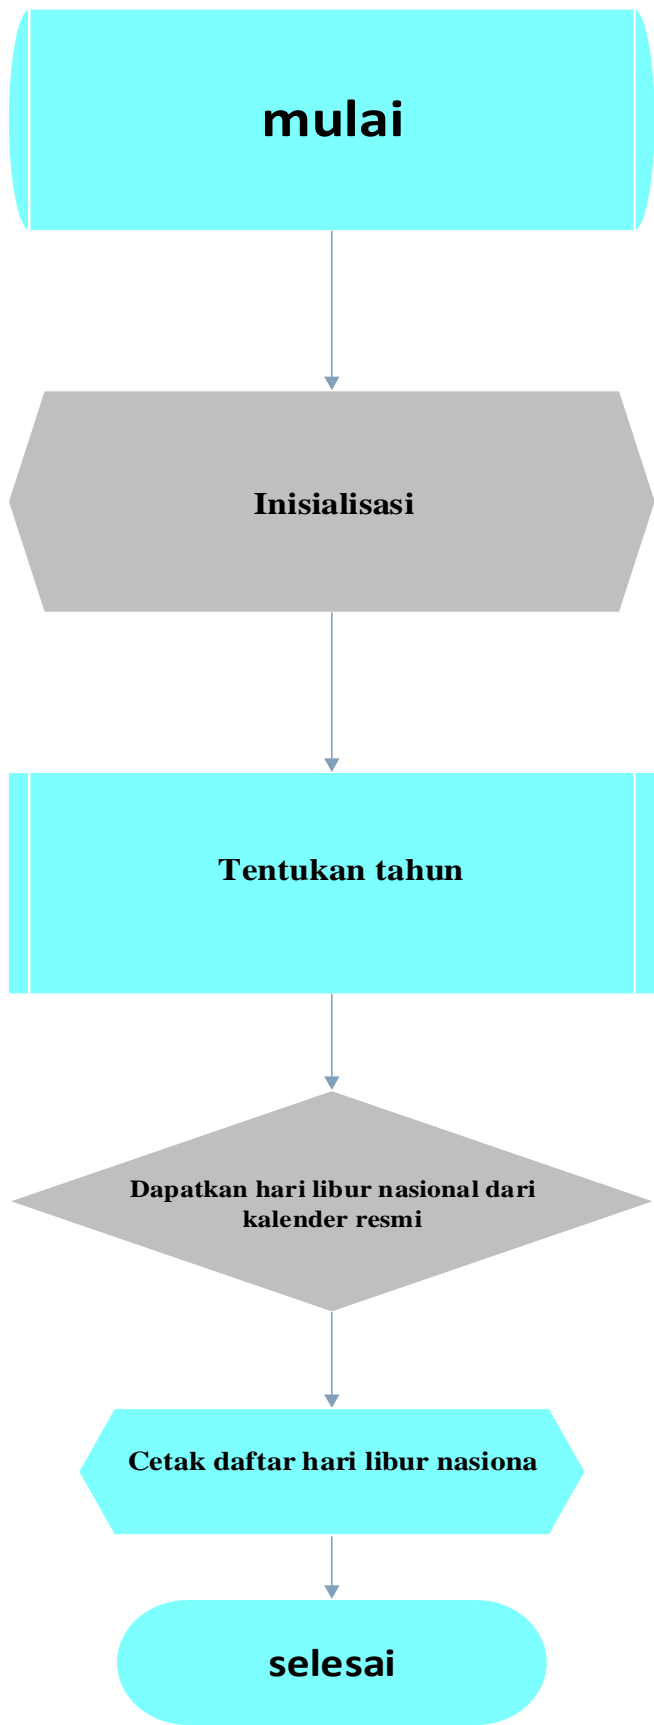 mulai
Inisialisasi
Tentukan tahun
Dapatkan hari libur nasional dari
kalender resmi
Cetak daftar hari libur nasiona
selesai